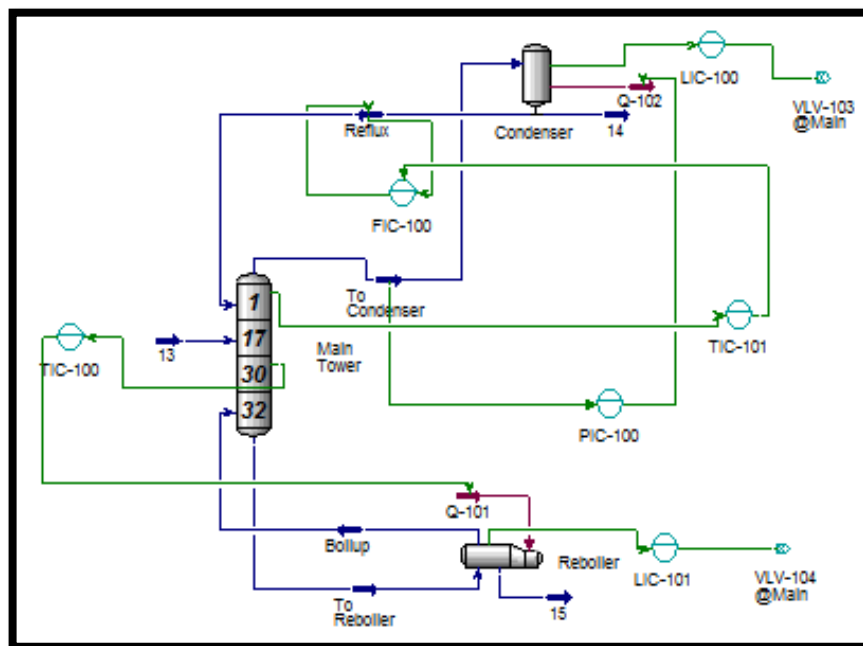 LIC-100
Q-102
VLV-103
@Main
Reflux
Condenser
14
FIC-100
1
To
Condenser
17
13
Main
Tower
TIC-101
TIC-100
30
32
PIC-100
Q-101
Boilup
Reboiler
LIC-101
VLV-104
@Main
To
Reboiler
15